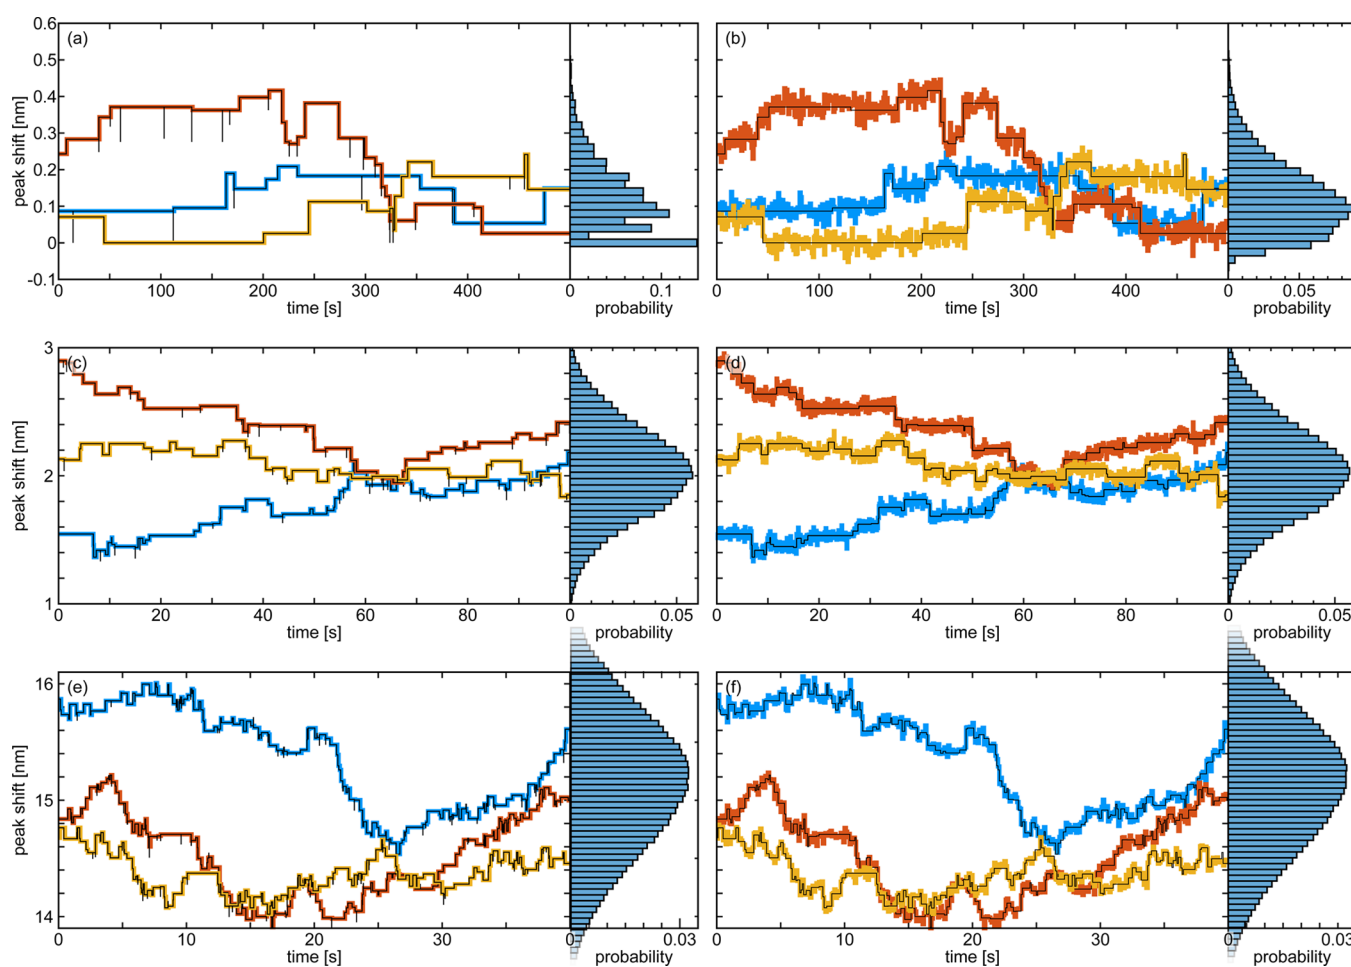 (a)
(b)
peak shift [nm]
0.6
0.5
0.4
0.3
0.2
0.1
0
-0.1
0 100 200 300 400 0 0.1
0 100 200 300 400 0 0.05
time [s] probability
time [s] probability
(c)
(d)
peak shift [nm]
3
2
1
0 20 40 60 80 0 0.05
0 20 40 60 80 0 0.05
time [s] probability
time [s] probability
(e)
(f)
peak shift [nm]
16
15
14
0 10 20 30 0 0.03
0 10 20 30 0 0.03
time [s] probability
time [s] probability